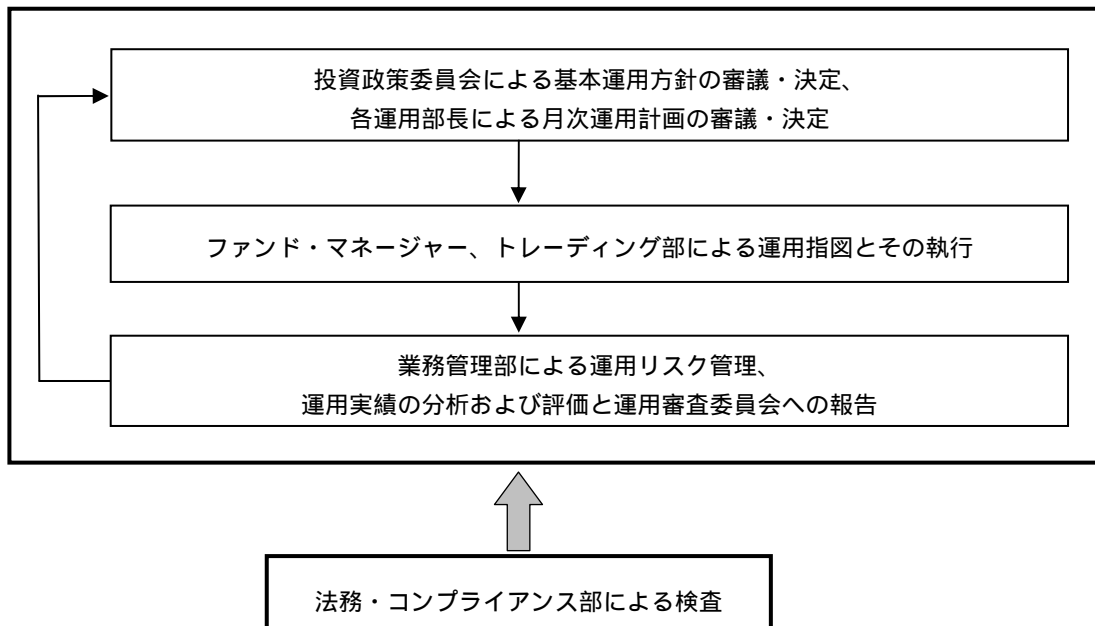 投資政策委員会による基本運用方針の審議・決定、
各運用部長による月次運用計画の審議・決定
ファンド・マネージャー、トレーディング部による運用指図とその執行
業務管理部による運用リスク管理、
運用実績の分析および評価と運用審査委員会への報告
法務・コンプライアンス部による検査